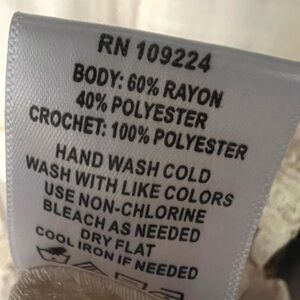 RN 109224
BODY: 60% RAYON
40% POLYESTER
CROCHET: 100% POLYESTER
HAND WASH COLD
WASH WITH LIKE COLORS
USE NON-CHLORINE
BLEACH AS NEEDED
DRY FLAT
COOL IRON IF NEEDED